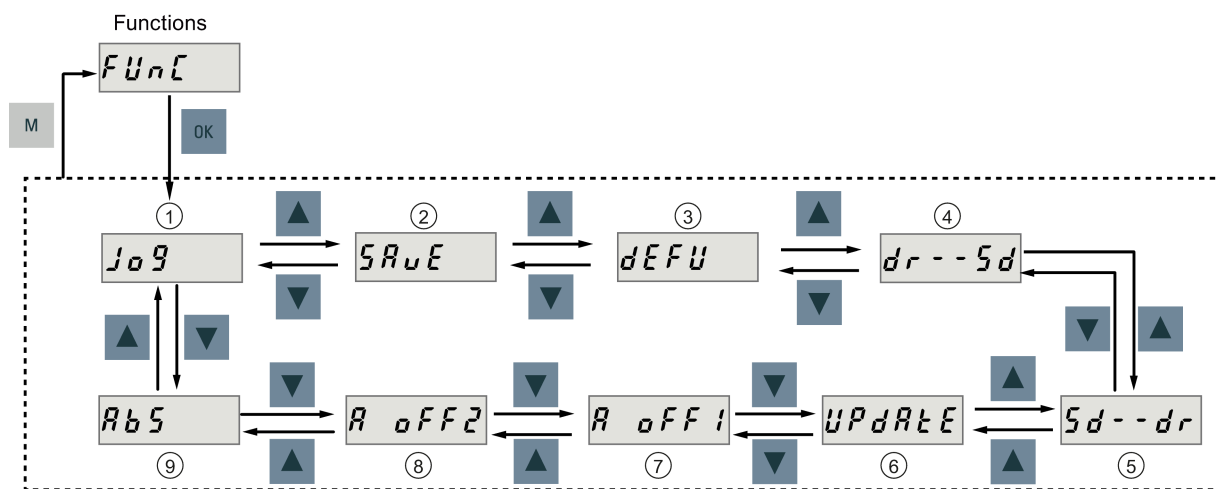 Functions
FUnC
M
OK
1
2
3
4
Jog
SAvE
dEFU
dr--Sd
AbS
A oFF2
A oFF1
UPdAtE
Sd--dr
9
8
7
6
5